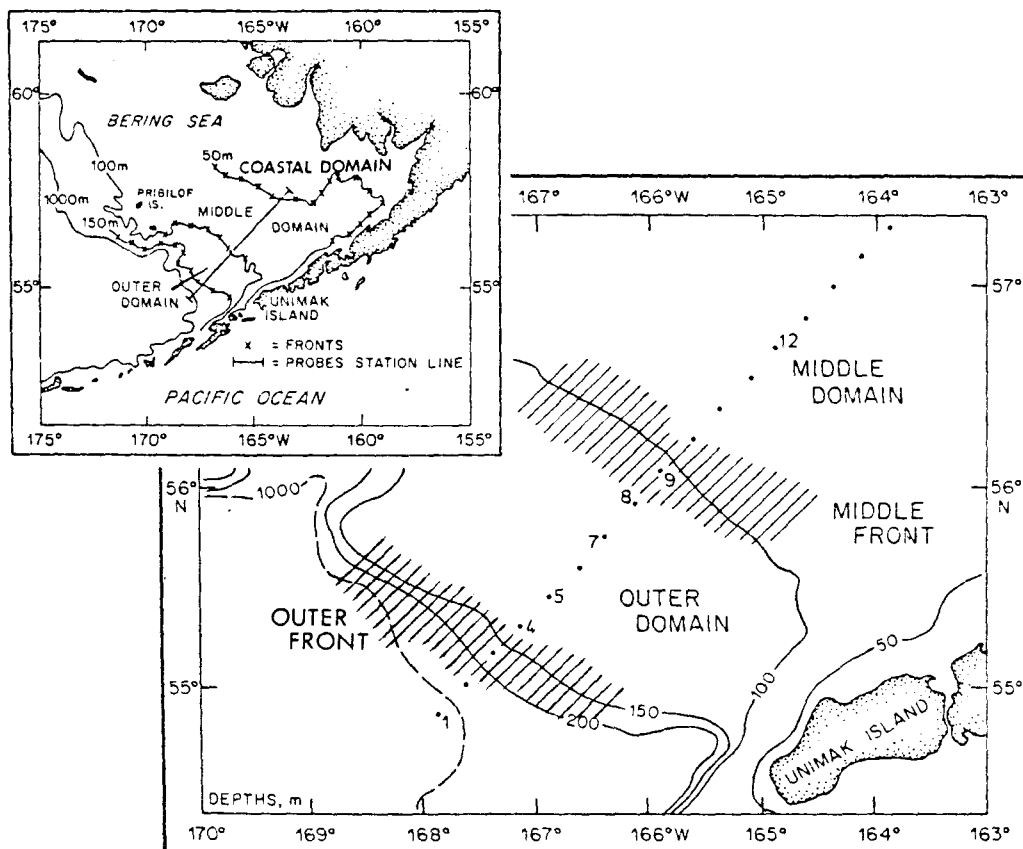 175° 170° 165°W 160° 155°
60°
60°
BERING SEA
50m
COASTAL DOMAIN
100m
1000m
PRIBILOF
IS.
150m
MIDDLE
DOMAIN
55°
55°
OUTER
DOMAIN
UNIMAK
ISLAND
x = FRONTS
= PROBES STATION LINE
PACIFIC OCEAN
175° 170° 165°W 160° 155°
167° 166°W 165° 164° 163°
57°
12
MIDDLE
DOMAIN
56°
N
1000
9
8
56°
N
MIDDLE
FRONT
7
5
OUTER
DOMAIN
OUTER
FRONT
4
50
100
55°
N
55°
N
1
150
200
UNIMAK ISLAND
DEPTHS, m
170° 169° 168° 167° 166°W 165° 164° 163°